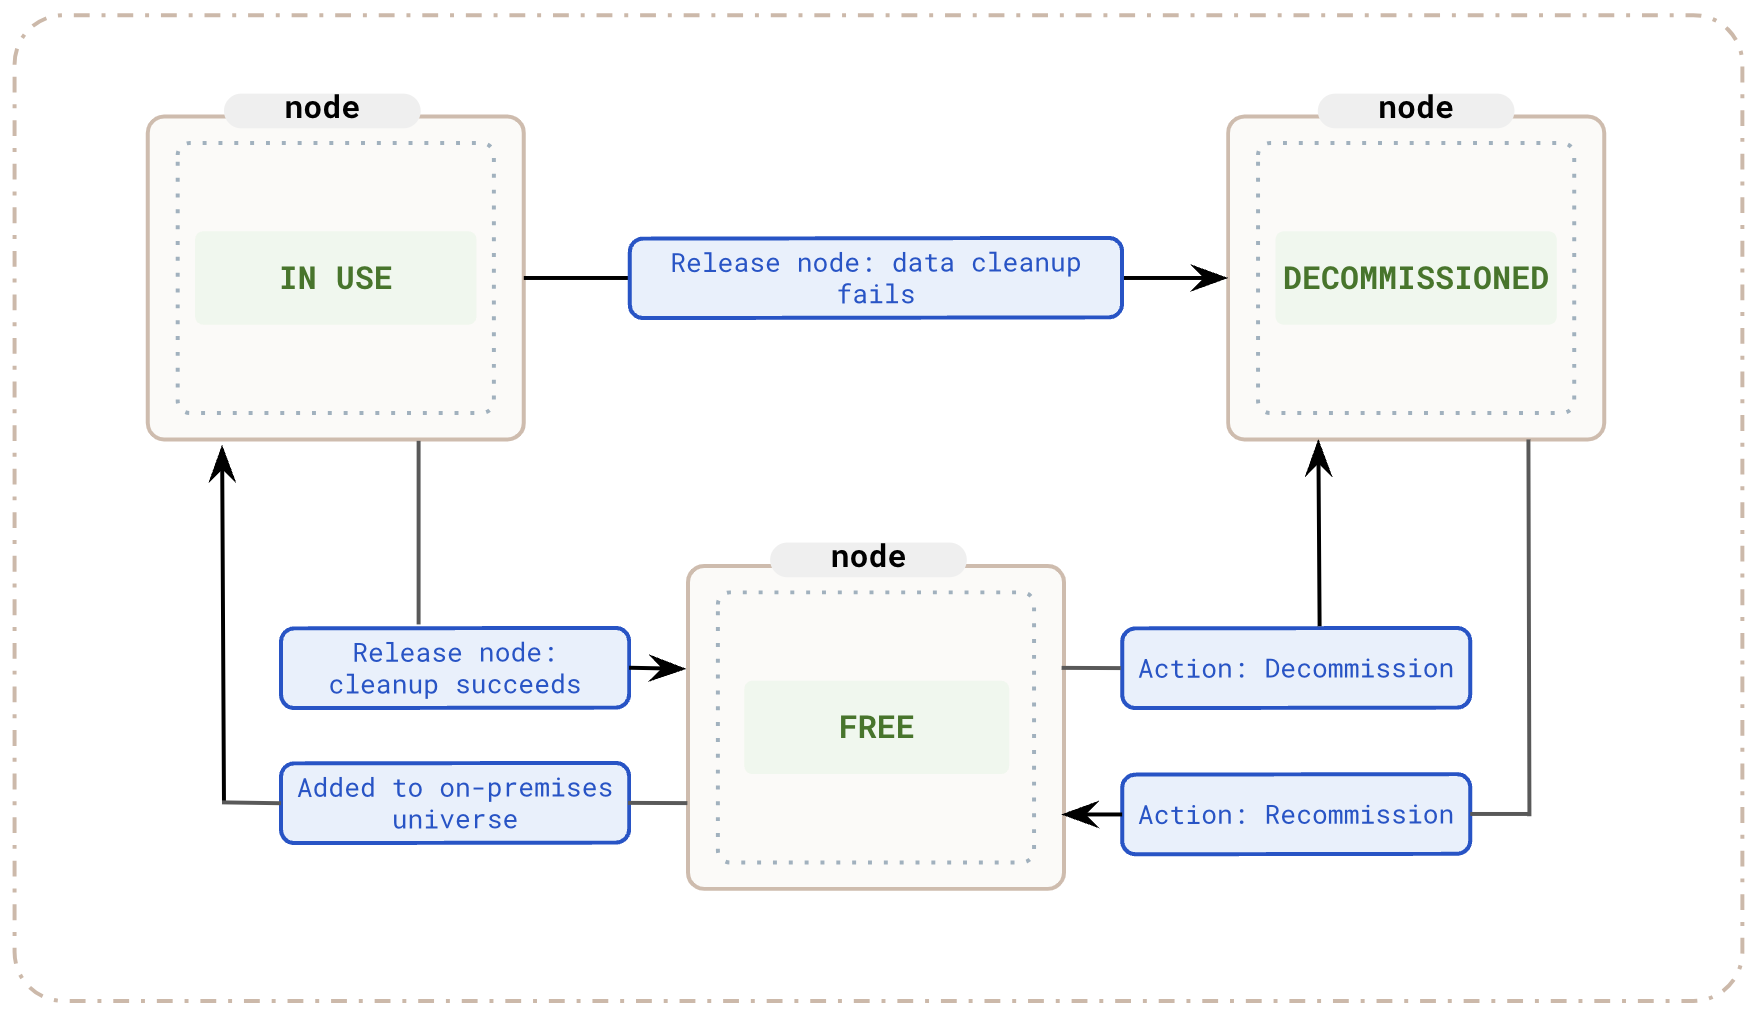 node
node
IN USE
Release node: data cleanup
fails
DECOMMISSIONED
node
Release node:
cleanup succeeds
FREE
Action: Decommission
Added to on-premises
universe
Action: Recommission